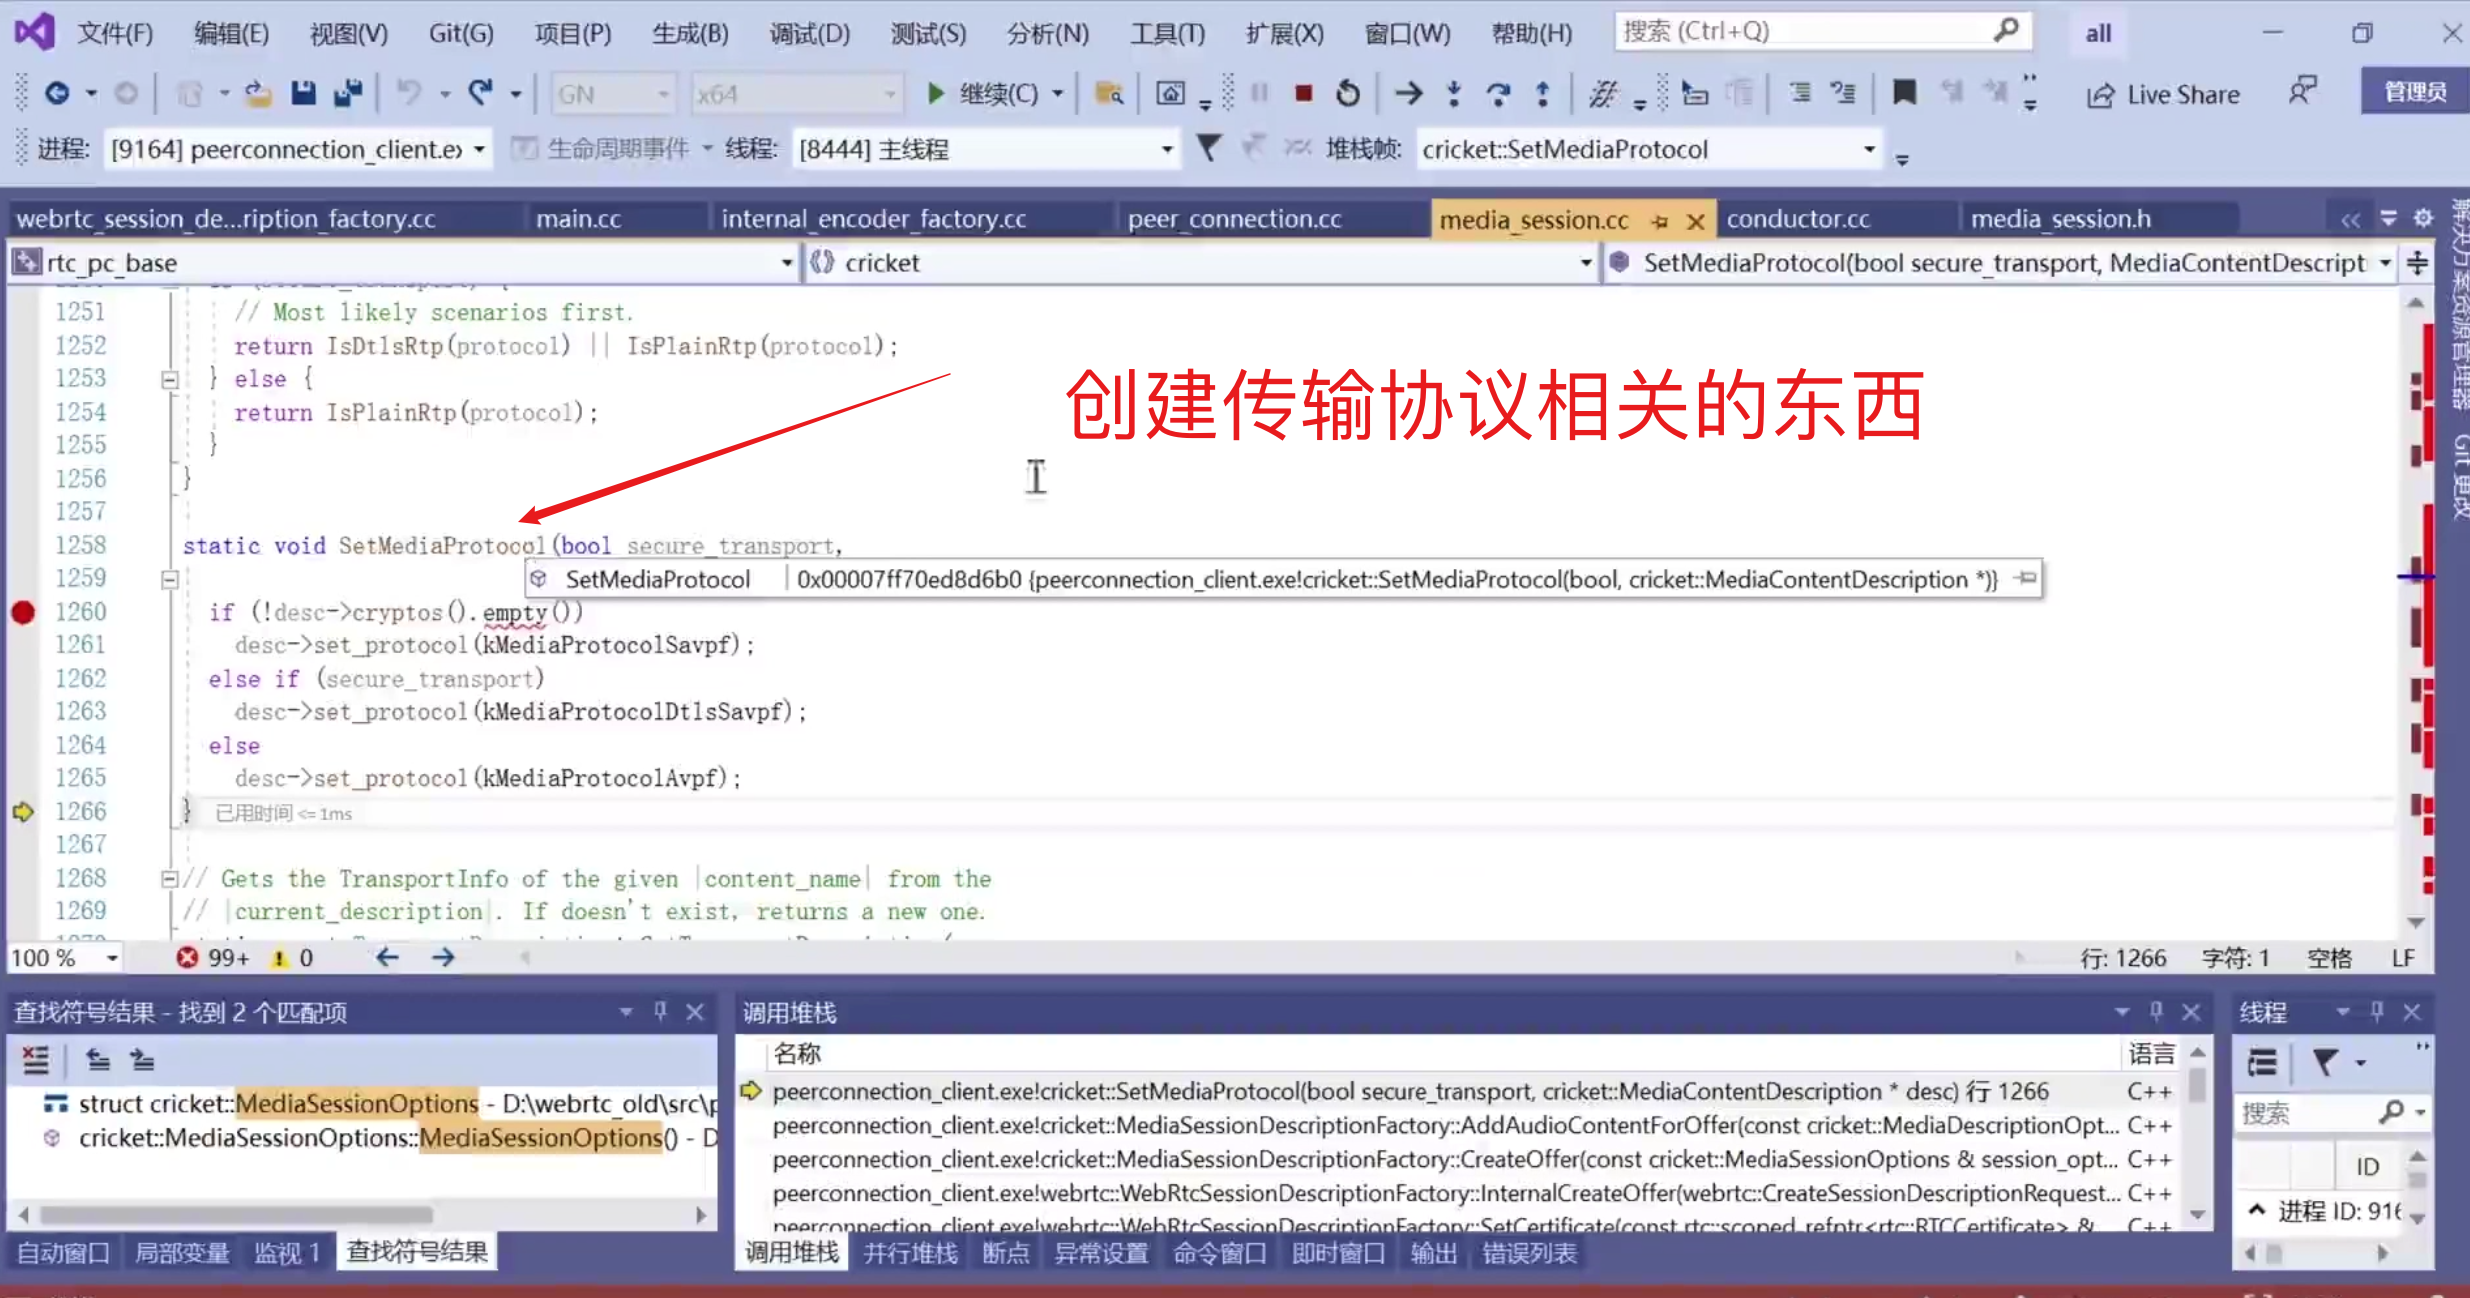 文件(F) 编辑(E) 视图(V) Git(G) 项目(P) 生成(B) 调试(D) 测试(S) 分析(N) 工具(T) 扩展(X) 窗口(W) 帮助(H) 搜索 (Ctrl+Q) all
GN x64 继续(C) Live Share 管理员
进程: [9164] peerconnection_client.e 生命周期事件 线程: [8444] 主线程 堆栈帧: cricket::SetMediaProtocol
webrtc_session_de...ription_factory.cc main.cc internal_encoder_factory.cc peer_connection.cc media_session.cc conductor.cc media_session.h
rtc_pc_base cricket SetMediaProtocol(bool secure_transport, MediaContentDescript
1251 // Most likely scenarios first.
1252 return IsDtlsRtp(protocol) || IsPlainRtp(protocol);
1253 } else {
1254 return IsPlainRtp(protocol);
1255 }
1256 }
1257
创建传输协议相关的东西
1258 static void SetMediaProtocol(bool secure_transport,
1259
SetMediaProtocol 0x00007ff70ed8d6b0 {peerconnection_client.exe!cricket::SetMediaProtocol(bool, cricket::MediaContentDescription *)}
1260 if (!desc->cryptos().empty())
1261 desc->set_protocol(kMediaProtocolSavpf);
1262 else if (secure_transport)
1263 desc->set_protocol(kMediaProtocolDtlsSavpf);
1264 else
1265 desc->set_protocol(kMediaProtocolAvpf);
1266 } 已用时间 <= 1ms
1267
1268 // Gets the TransportInfo of the given |content_name| from the
1269 // |current_description|. If doesn't exist, returns a new one.
100 % 99+ 0 行: 1266 字符: 1 空格 LF
解决方案资源管理器
Git 更改
查找符号结果 - 找到 2 个匹配项
struct cricket::MediaSessionOptions - D:\webrtc_old\src\p
cricket::MediaSessionOptions::MediaSessionOptions() - D
自动窗口 局部变量 监视 1 查找符号结果
调用堆栈
名称 语言
peerconnection_client.exe!cricket::SetMediaProtocol(bool secure_transport, cricket::MediaContentDescription * desc) 行 1266 C++
peerconnection_client.exe!cricket::MediaSessionDescriptionFactory::AddAudioContentForOffer(const cricket::MediaDescriptionOpt... C++
peerconnection_client.exe!cricket::MediaSessionDescriptionFactory::CreateOffer(const cricket::MediaSessionOptions & session_opt... C++
peerconnection_client.exe!webrtc::WebRtcSessionDescriptionFactory::InternalCreateOffer(webrtc::CreateSessionDescriptionRequest... C++
peerconnection_client.exe!webrtc::WebRtcSessionDescriptionFactory::SetCertificate(const rtc::scoped_refptr<rtc::RTCCertificate> & C++
调用堆栈 并行堆栈 断点 异常设置 命令窗口 即时窗口 输出 错误列表
线程
搜索
ID
进程 ID: 916